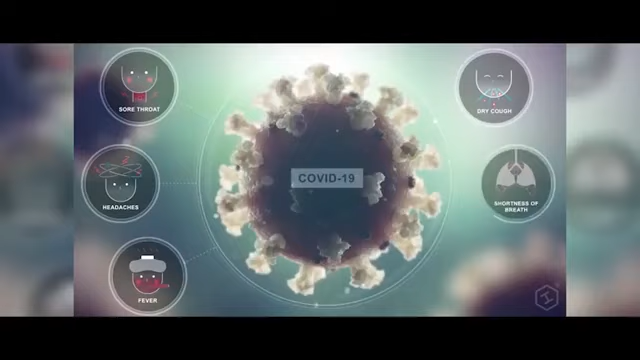 SORE THROAT
HEADACHES
FEVER
COVID-19
DRY COUGH
SHORTNESS OF
BREATH